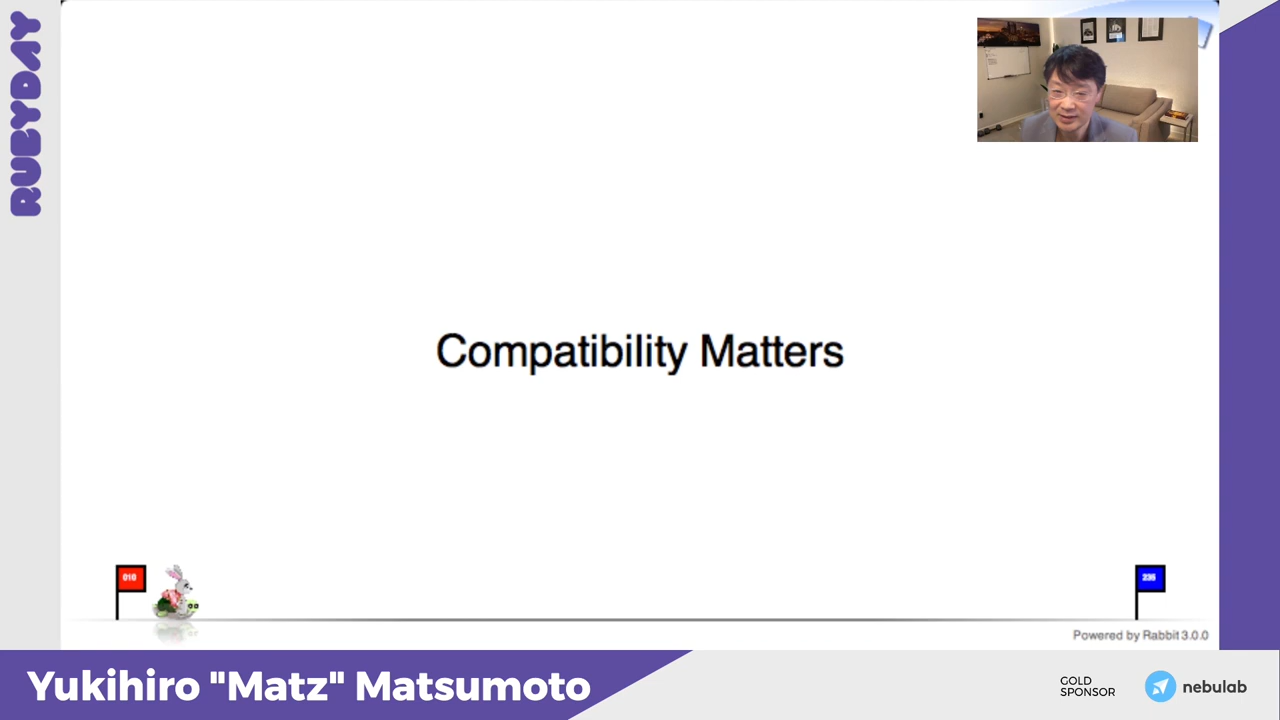 RUBYDAY
Compatibility Matters
Powered by Rabbit 3.0.0
Yukihiro "Matz" Matsumoto
GOLD
SPONSOR
nebulab